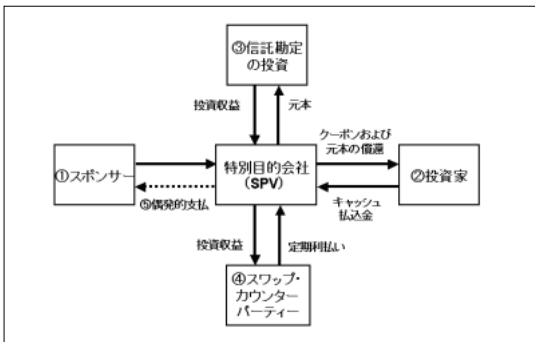 ③信託勘定
の投資
投資収益
元本
クーポンおよび
元本の償還
①スポンサー
特別目的会社
(SPV)
②投資家
⑤偶発的支払
キャッシュ
払込金
投資収益
定期利払い
④スワップ・
カウンター
パーティー